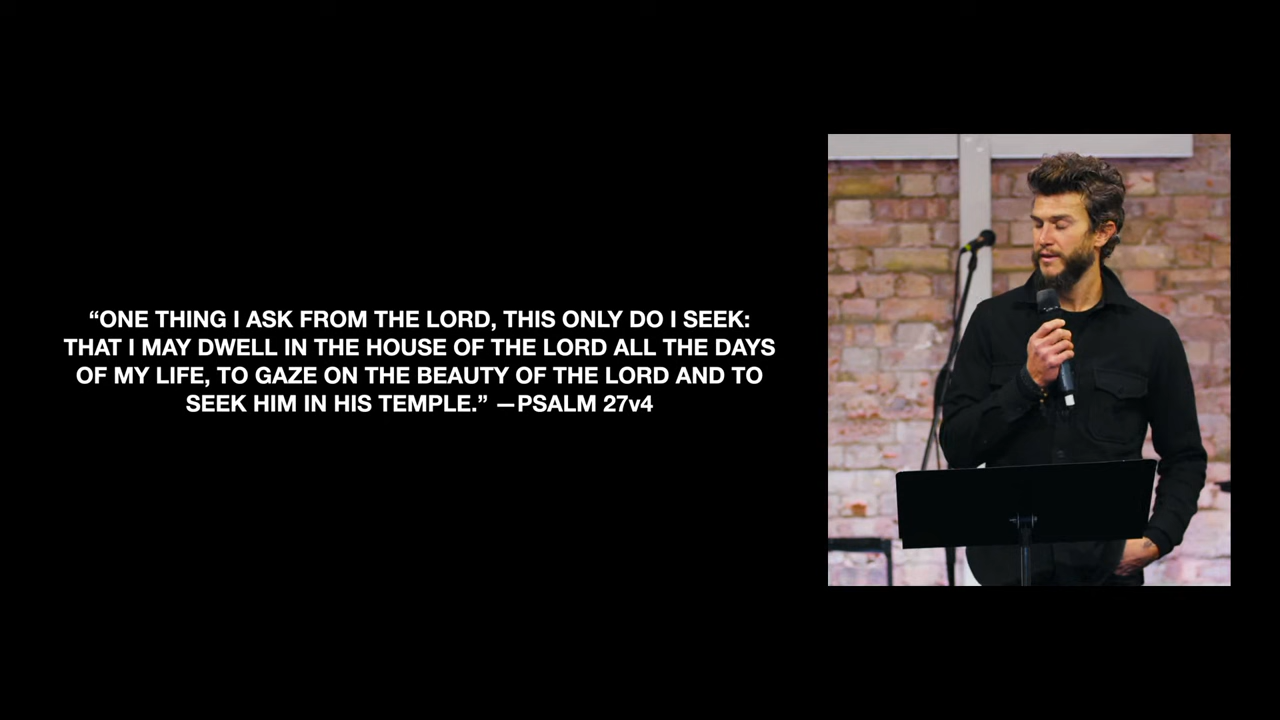 “ONE THING I ASK FROM THE LORD, THIS ONLY DO I SEEK:
THAT I MAY DWELL IN THE HOUSE OF THE LORD ALL THE DAYS
OF MY LIFE, TO GAZE ON THE BEAUTY OF THE LORD AND TO
SEEK HIM IN HIS TEMPLE.” —PSALM 27v4